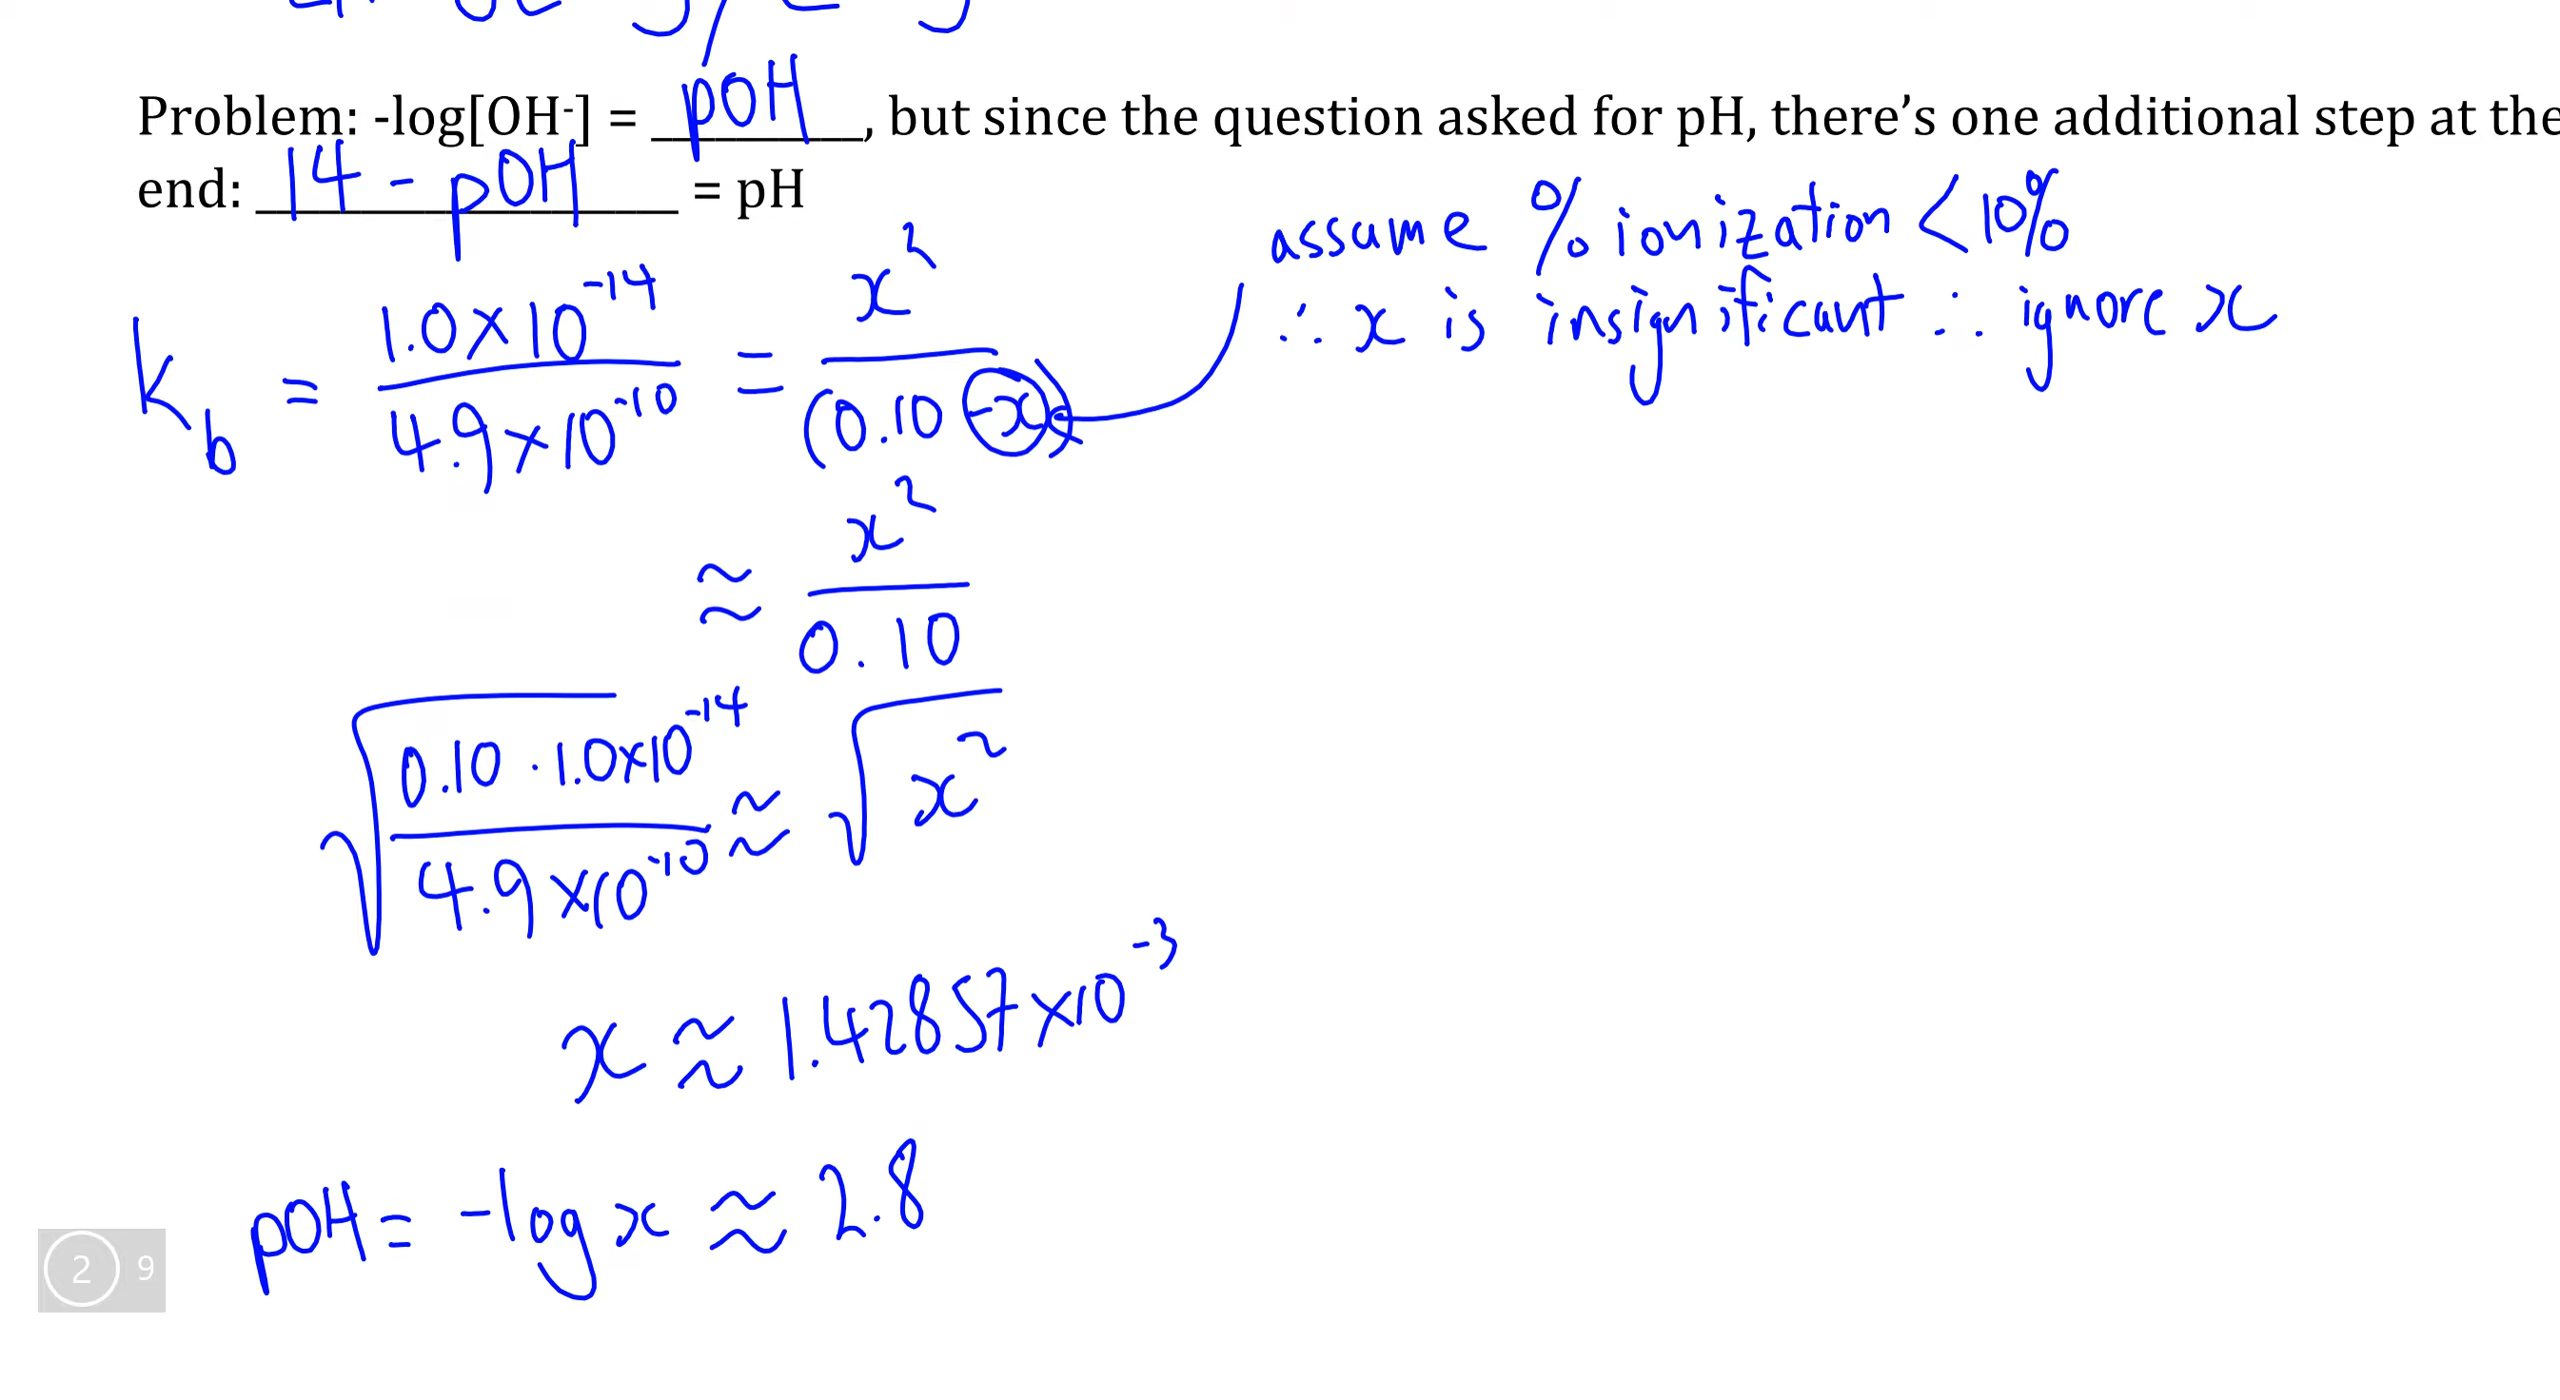 Problem: -log[OH-] = pOH, but since the question asked for pH, there's one additional step at the
end: 14 - pOH = pH
assume % ionization < 10%
∴ x is insignificant ∴ ignore x
Kb = 1.0×10⁻¹⁴ / 4.9×10⁻¹⁰ = x² / (0.10 - x)
≈ x² / 0.10
√(0.10 · 1.0×10⁻¹⁴ / 4.9×10⁻¹⁰) ≈ √x²
x ≈ 1.42857×10⁻³
pOH = -log x ≈ 2.8
2 9